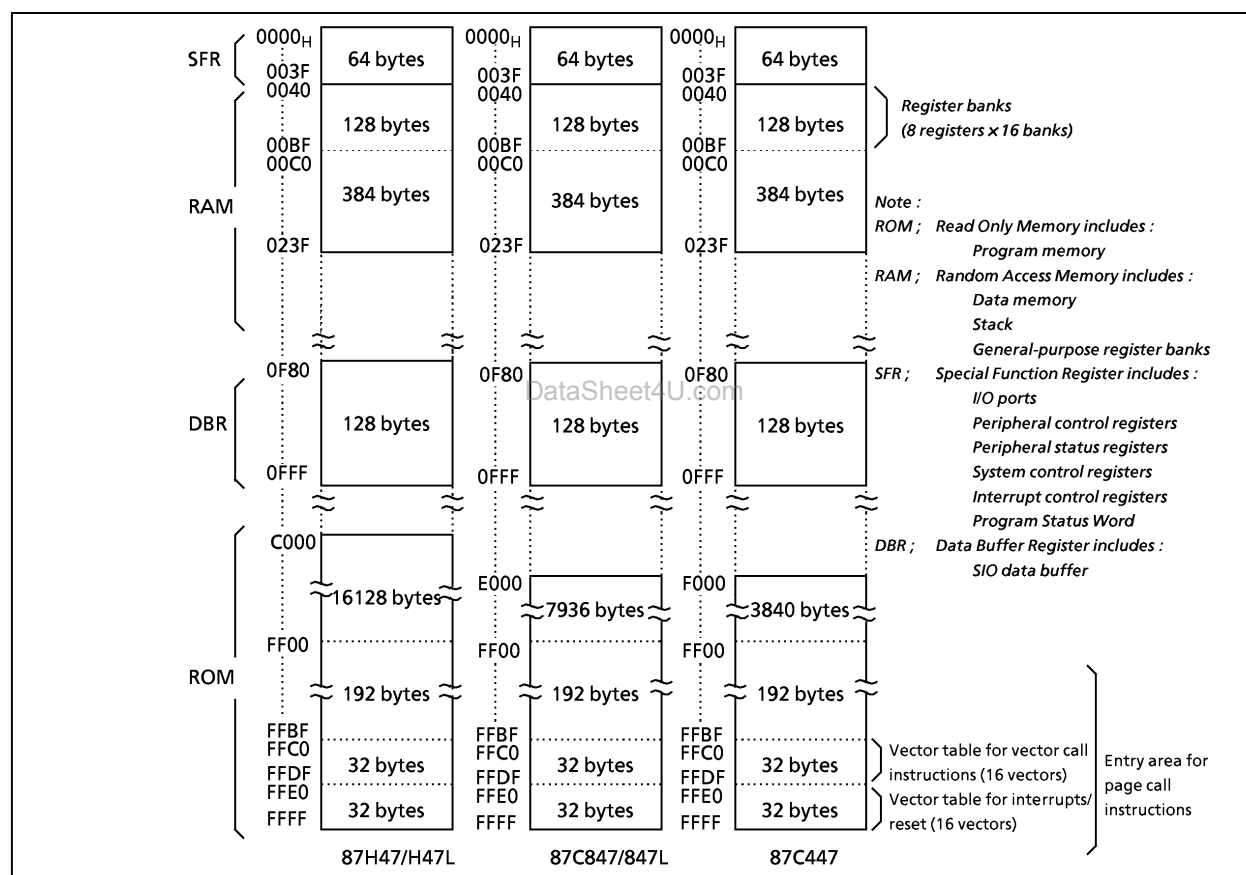 SFR
RAM
DBR
ROM
0000H
003F
0040
00BF
00C0
023F
0F80
0FFF
C000
FF00
FFBF
FFC0
FFDF
FFE0
FFFF
64 bytes
128 bytes
384 bytes
128 bytes
16128 bytes
192 bytes
32 bytes
32 bytes
87H47/H47L
0000H
003F
0040
00BF
00C0
023F
0F80
0FFF
E000
FF00
FFBF
FFC0
FFDF
FFE0
FFFF
64 bytes
128 bytes
384 bytes
128 bytes
7936 bytes
192 bytes
32 bytes
32 bytes
87C847/847L
0000H
003F
0040
00BF
00C0
023F
0F80
0FFF
F000
FF00
FFBF
FFC0
FFDF
FFE0
FFFF
64 bytes
128 bytes
384 bytes
128 bytes
3840 bytes
192 bytes
32 bytes
32 bytes
87C447
Register banks
(8 registers × 16 banks)
Note :
ROM ; Read Only Memory includes :
Program memory
RAM ; Random Access Memory includes :
Data memory
Stack
General-purpose register banks
SFR ; Special Function Register includes :
I/O ports
Peripheral control registers
Peripheral status registers
System control registers
Interrupt control registers
Program Status Word
DBR ; Data Buffer Register includes :
SIO data buffer
Vector table for vector call
instructions (16 vectors)
Vector table for interrupts/
reset (16 vectors)
Entry area for
page call
instructions
DataSheet4U.com